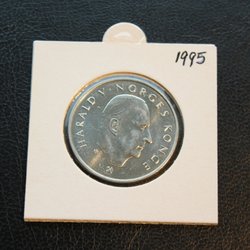 1995
HARALD V · NORGES KONGE